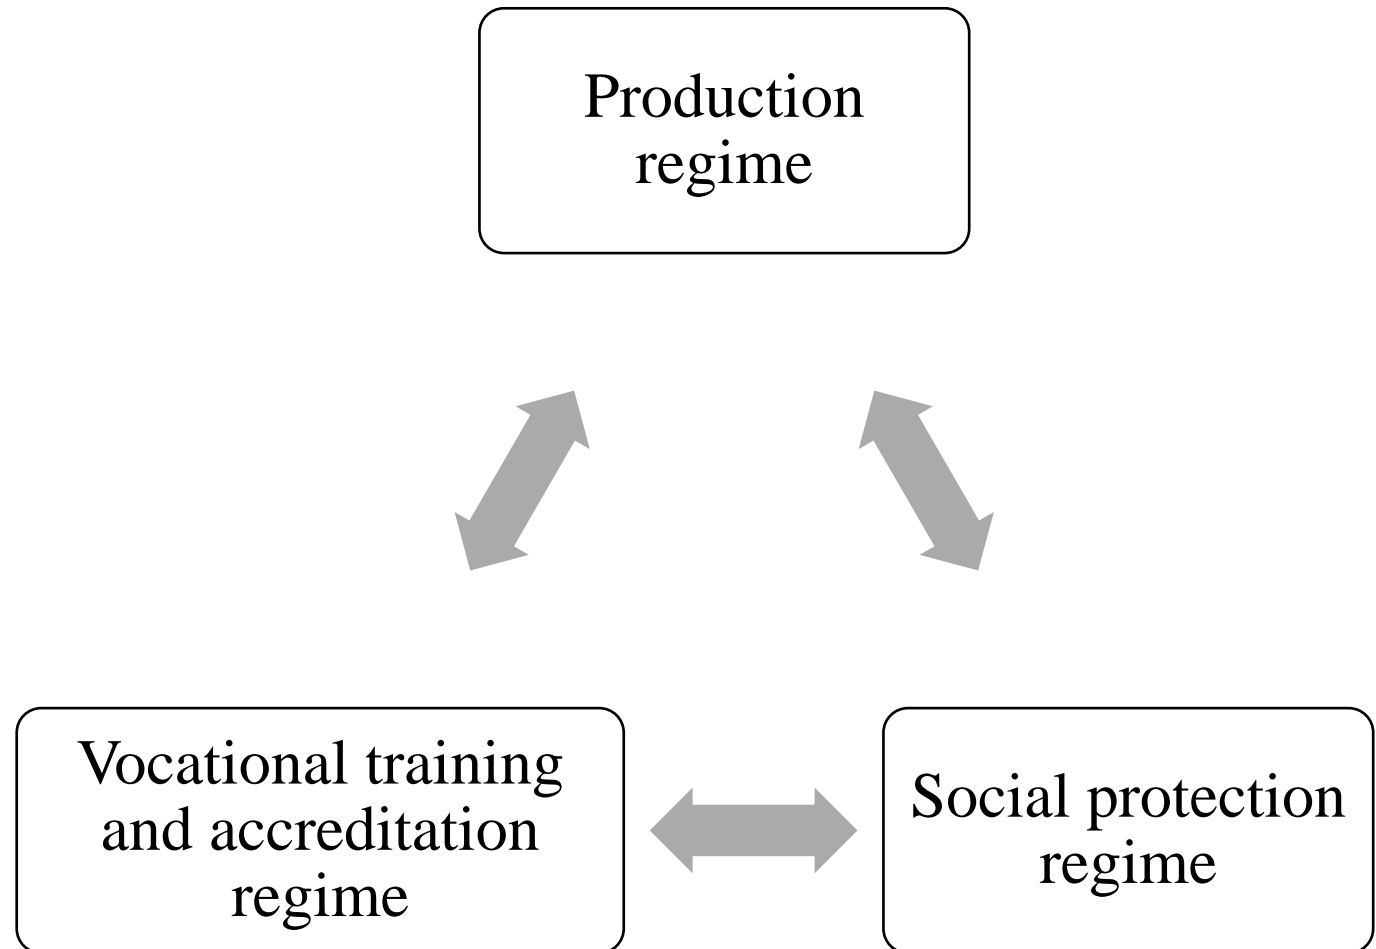 Production
regime
Vocational training
and accreditation
regime
Social protection
regime